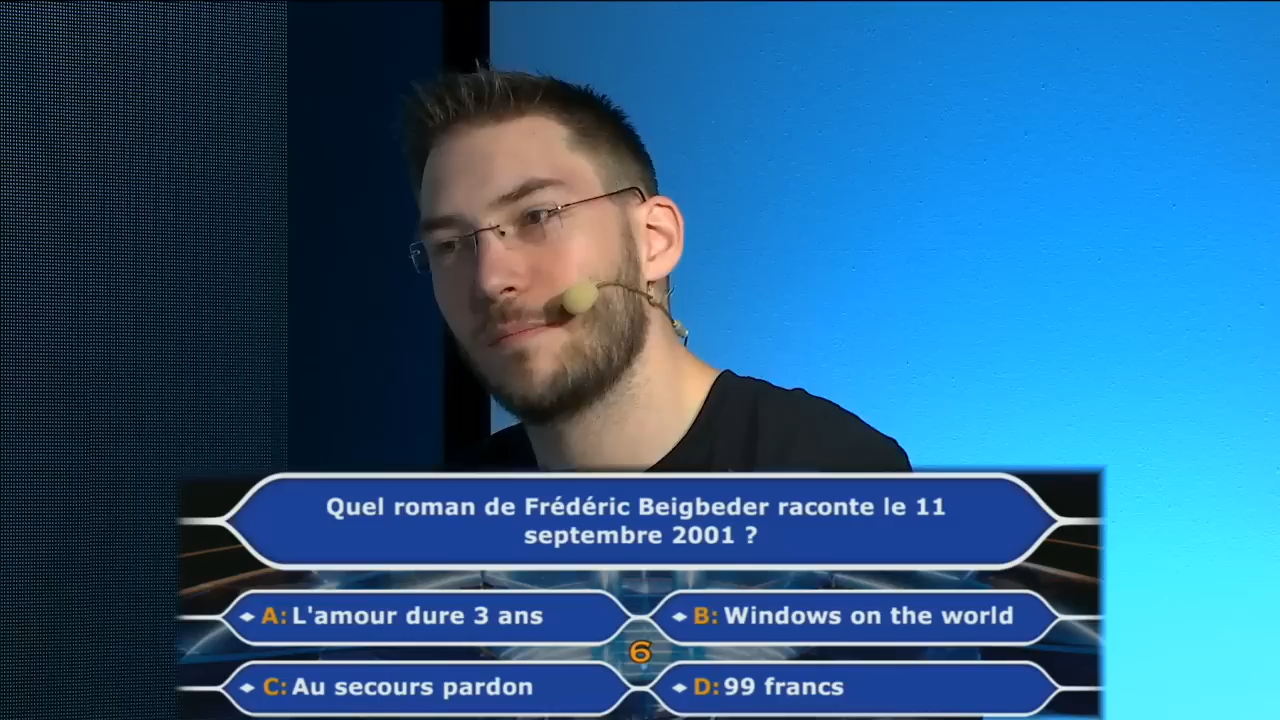 Quel roman de Frédéric Beigbeder raconte le 11
septembre 2001 ?
A: L'amour dure 3 ans
B: Windows on the world
6
C: Au secours pardon
D: 99 francs